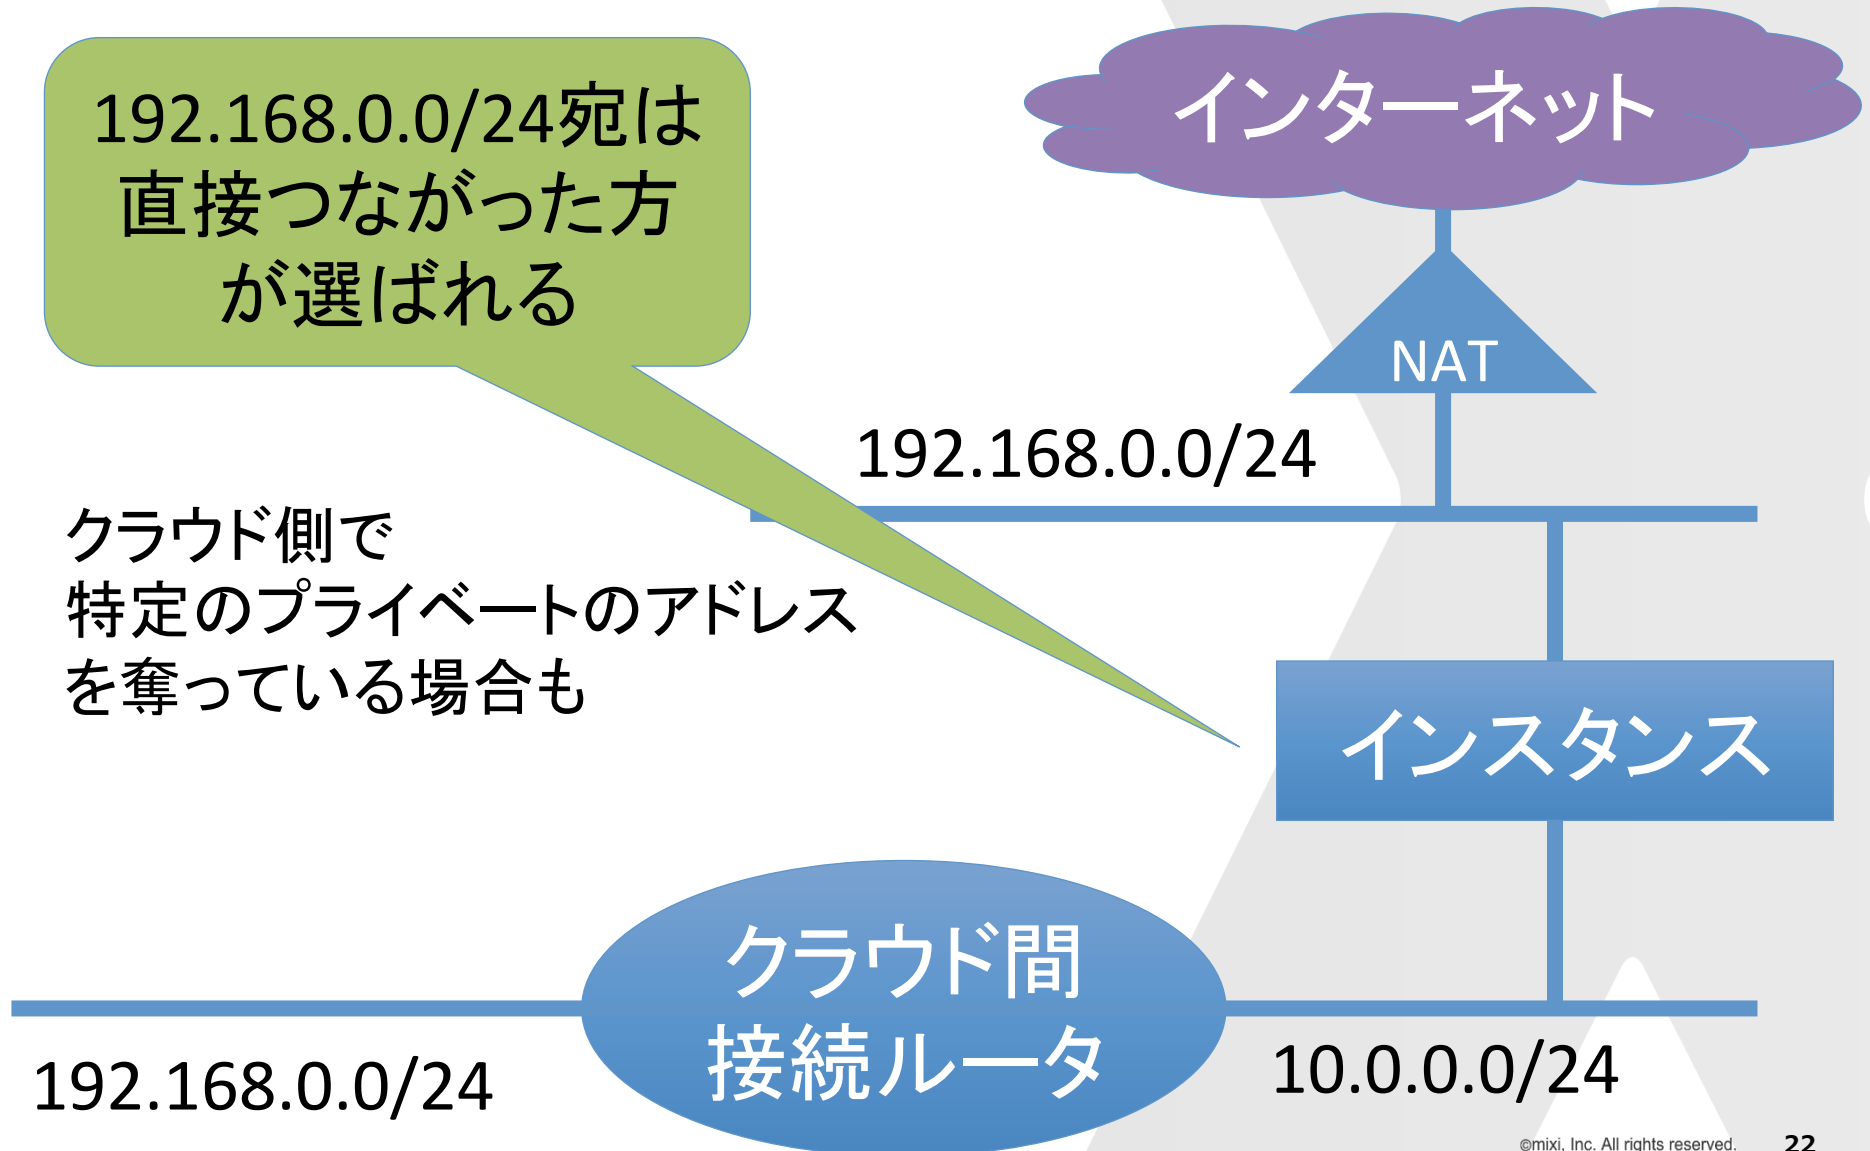 192.168.0.0/24宛は
直接つながった方
が選ばれる
インターネット
NAT
192.168.0.0/24
クラウド側で
特定のプライベートのアドレス
を奪っている場合も
インスタンス
クラウド間
接続ルータ
192.168.0.0/24
10.0.0.0/24
©mixi, Inc. All rights reserved.
22